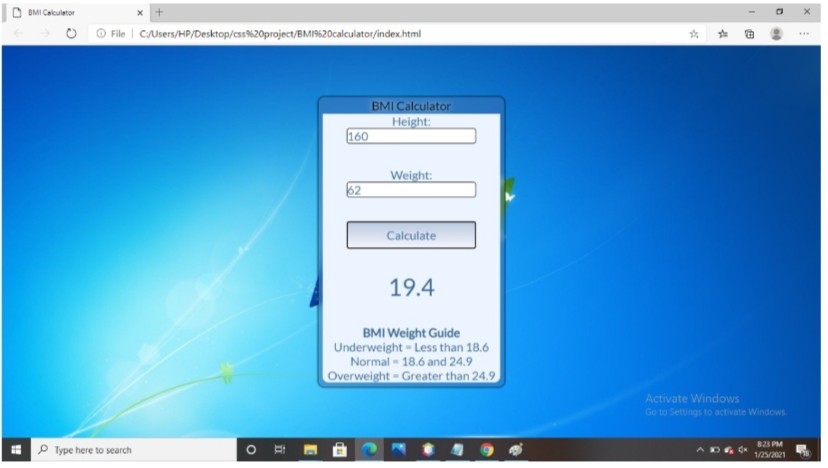 BMI Calculator
File
C:/Users/HP/Desktop/css%20project/BMI%20calculator/index.html
BMI Calculator
Height:
160
Weight:
62
Calculate
19.4
BMI Weight Guide
Underweight = Less than 18.6
Normal = 18.6 and 24.9
Overweight = Greater than 24.9
Activate Windows
Go to Settings to activate Windows.
Type here to search
8:23 PM
1/25/2021